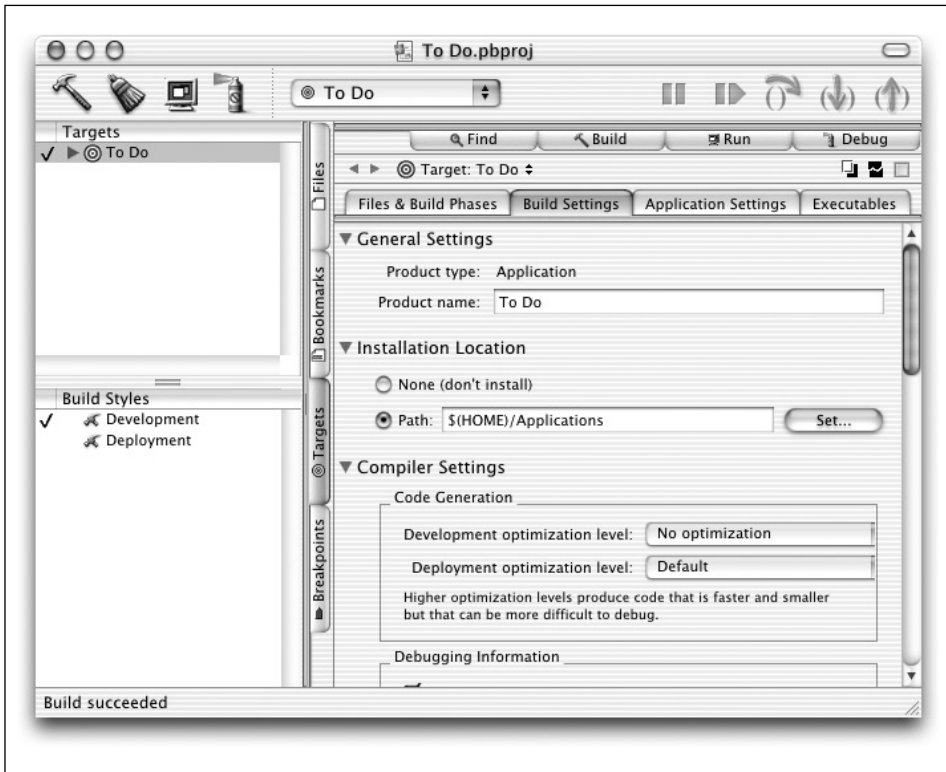 To Do.pbproj
To Do
Targets
To Do
Build Styles
Development
Deployment
Files
Bookmarks
Targets
Breakpoints
Find
Build
Run
Debug
Target: To Do
Files & Build Phases
Build Settings
Application Settings
Executables
General Settings
Product type: Application
Product name: To Do
Installation Location
None (don't install)
Path: $(HOME)/Applications
Set...
Compiler Settings
Code Generation
Development optimization level: No optimization
Deployment optimization level: Default
Higher optimization levels produce code that is faster and smaller
but that can be more difficult to debug.
Debugging Information
Build succeeded